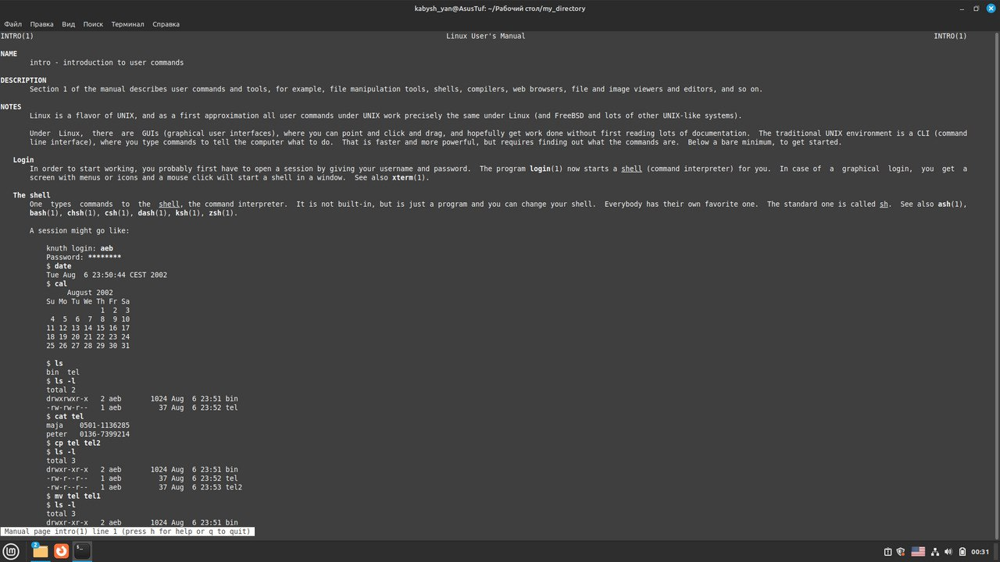 kabysh_yan@AsusTuf: ~/Рабочий стол/my_directory
Файл Правка Вид Поиск Терминал Справка
INTRO(1) Linux User's Manual INTRO(1)
NAME
intro - introduction to user commands
DESCRIPTION
Section 1 of the manual describes user commands and tools, for example, file manipulation tools, shells, compilers, web browsers, file and image viewers and editors, and so on.
NOTES
Linux is a flavor of UNIX, and as a first approximation all user commands under UNIX work precisely the same under Linux (and FreeBSD and lots of other UNIX-like systems).
Under Linux, there are GUIs (graphical user interfaces), where you can point and click and drag, and hopefully get work done without first reading lots of documentation. The traditional UNIX environment is a CLI (command
line interface), where you type commands to tell the computer what to do. That is faster and more powerful, but requires finding out what the commands are. Below a bare minimum, to get started.
Login
In order to start working, you probably first have to open a session by giving your username and password. The program login(1) now starts a shell (command interpreter) for you. In case of a graphical login, you get a
screen with menus or icons and a mouse click will start a shell in a window. See also xterm(1).
The shell
One types commands to the shell, the command interpreter. It is not built-in, but is just a program and you can change your shell. Everybody has their own favorite one. The standard one is called sh. See also ash(1),
bash(1), chsh(1), csh(1), dash(1), ksh(1), zsh(1).
A session might go like:
knuth login: aeb
Password: ********
$ date
Tue Aug  6 23:50:44 CEST 2002
$ cal
August 2002
Su Mo Tu We Th Fr Sa
1  2  3
4  5  6  7  8  9 10
11 12 13 14 15 16 17
18 19 20 21 22 23 24
25 26 27 28 29 30 31
$ ls
bin  tel
$ ls -l
total 2
drwxrwxr-x   2 aeb       1024 Aug  6 23:51 bin
-rw-rw-r--   1 aeb         37 Aug  6 23:52 tel
$ cat tel
maja    0501-1136285
peter   0136-7399214
$ cp tel tel2
$ ls -l
total 3
drwxr-xr-x   2 aeb       1024 Aug  6 23:51 bin
-rw-r--r--   1 aeb         37 Aug  6 23:52 tel
-rw-r--r--   1 aeb         37 Aug  6 23:53 tel2
$ mv tel tel1
$ ls -l
total 3
drwxr-xr-x   2 aeb       1024 Aug  6 23:51 bin
Manual page intro(1) line 1 (press h for help or q to quit)
2
00:31